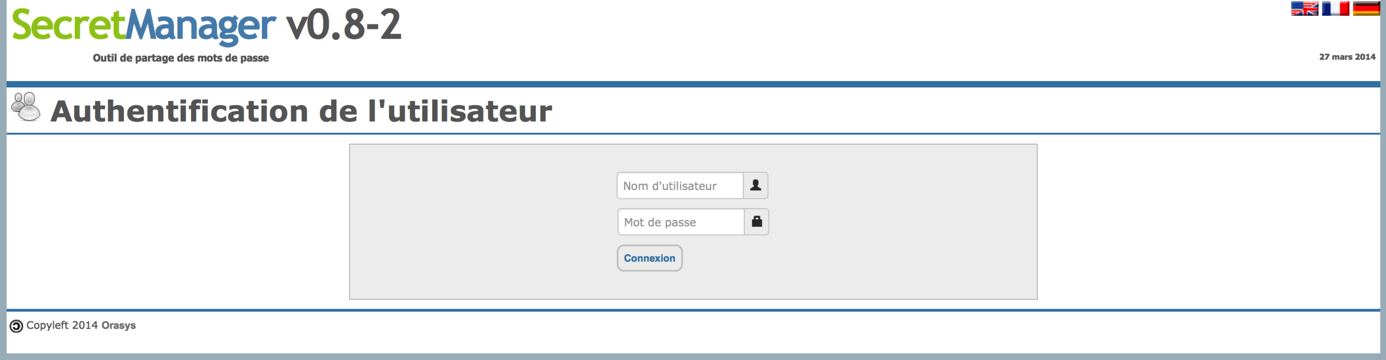 SecretManager v0.8-2
Outil de partage des mots de passe
27 mars 2014
Authentification de l'utilisateur
Nom d'utilisateur
Mot de passe
Connexion
Copyleft 2014 Orasys